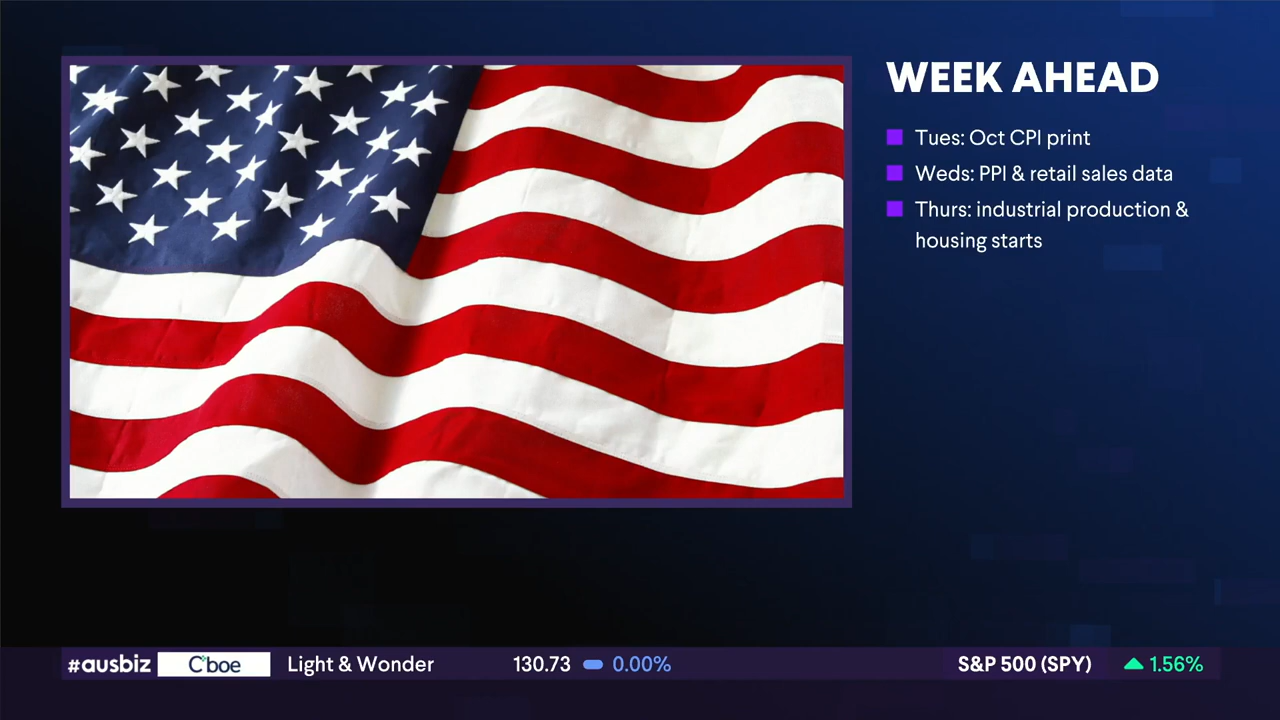 WEEK AHEAD
Tues: Oct CPI print
Weds: PPI & retail sales data
Thurs: industrial production &
housing starts
#ausbiz Cboe Light & Wonder 130.73 0.00% S&P 500 (SPY) 1.56%